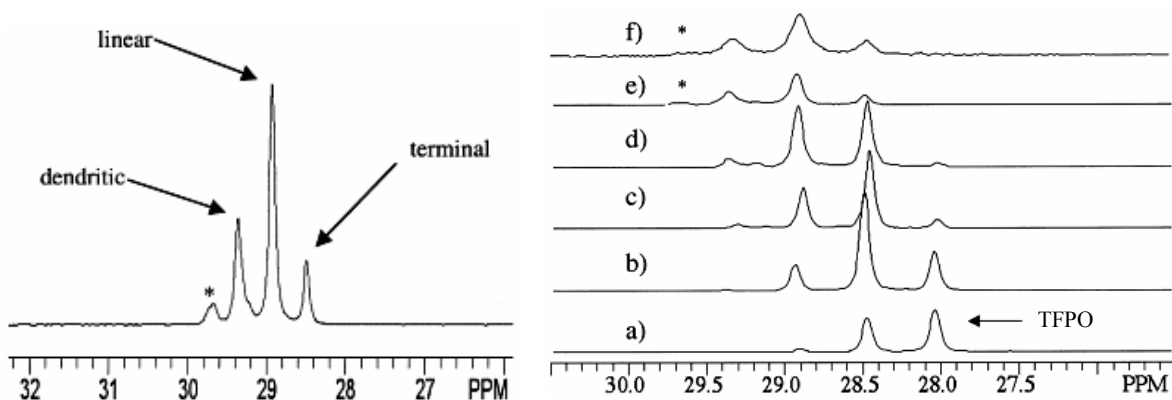 linear
terminal
dendritic
*
32 31 30 29 28 27 PPM
f) *
e) *
d)
c)
b)
a) TFPO
30.0 29.5 29.0 28.5 28.0 27.5 PPM